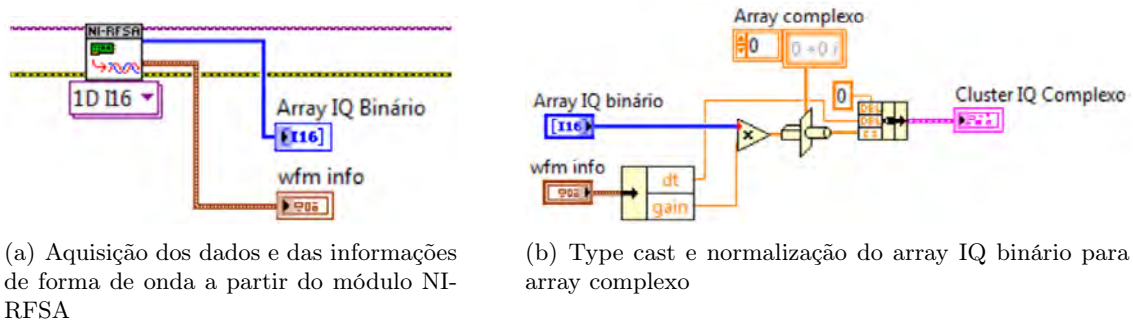 NI-RFSA
1D I16
Array IQ Binário
[I16]
wfm info
(a) Aquisição dos dados e das informações
de forma de onda a partir do módulo NI-
RFSA
Array complexo
0
0 +0 i
Array IQ binário
[I16]
wfm info
dt
gain
0
DBL
DBL
Cluster IQ Complexo
(b) Type cast e normalização do array IQ binário para
array complexo